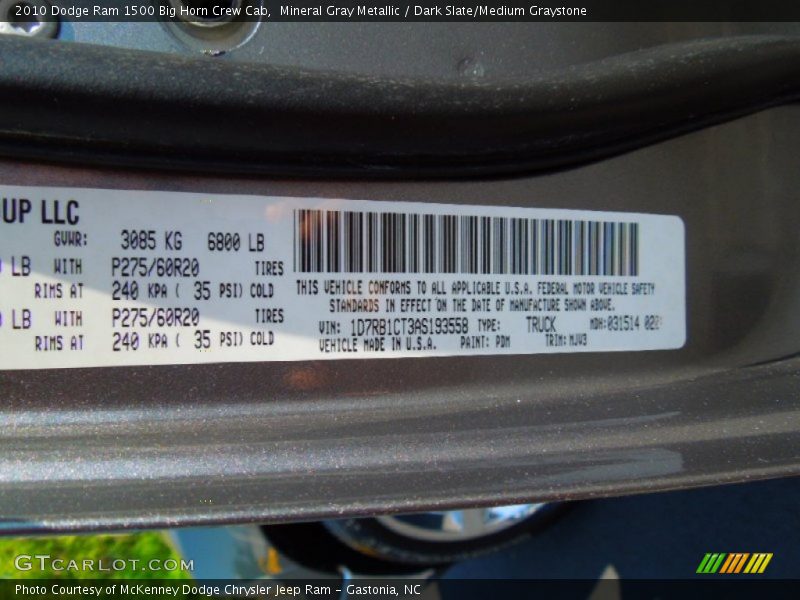 2010 Dodge Ram 1500 Big Horn Crew Cab,  Mineral Gray Metallic / Dark Slate/Medium Graystone
UP LLC
GVWR: 3085 KG 6800 LB
LB WITH P275/60R20 TIRES
RIMS AT 240 KPA ( 35 PSI) COLD
LB WITH P275/60R20 TIRES
RIMS AT 240 KPA ( 35 PSI) COLD
THIS VEHICLE CONFORMS TO ALL APPLICABLE U.S.A. FEDERAL MOTOR VEHICLE SAFETY
STANDARDS IN EFFECT ON THE DATE OF MANUFACTURE SHOWN ABOVE.
VIN: 1D7RB1CT3AS193558 TYPE: TRUCK MDH: 031514
VEHICLE MADE IN U.S.A. PAINT: PDM TRIM: MJV3
GTCARLOT.COM
Photo Courtesy of McKenney Dodge Chrysler Jeep Ram - Gastonia, NC